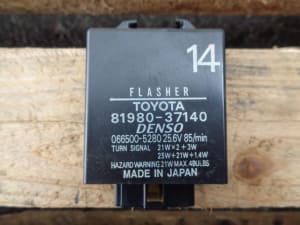 14
FLASHER
TOYOTA
81980-37140
DENSO
066500-5280 25.6V 85/min
TURN SIGNAL 21W×2+3W
25W+21W+1.4W
HAZARD WARNING 21W MAX. 4BULBS
MADE IN JAPAN